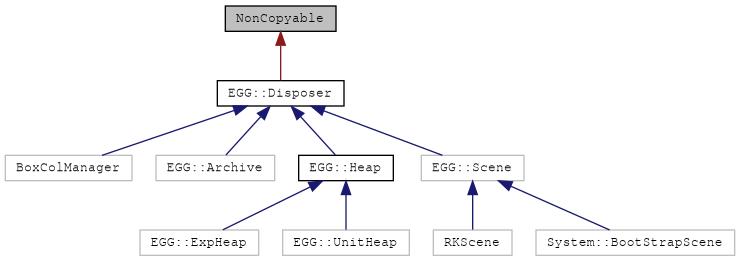 NonCopyable
EGG::Disposer
BoxColManager
EGG::Archive
EGG::Heap
EGG::Scene
EGG::ExpHeap
EGG::UnitHeap
RKScene
System::BootStrapScene